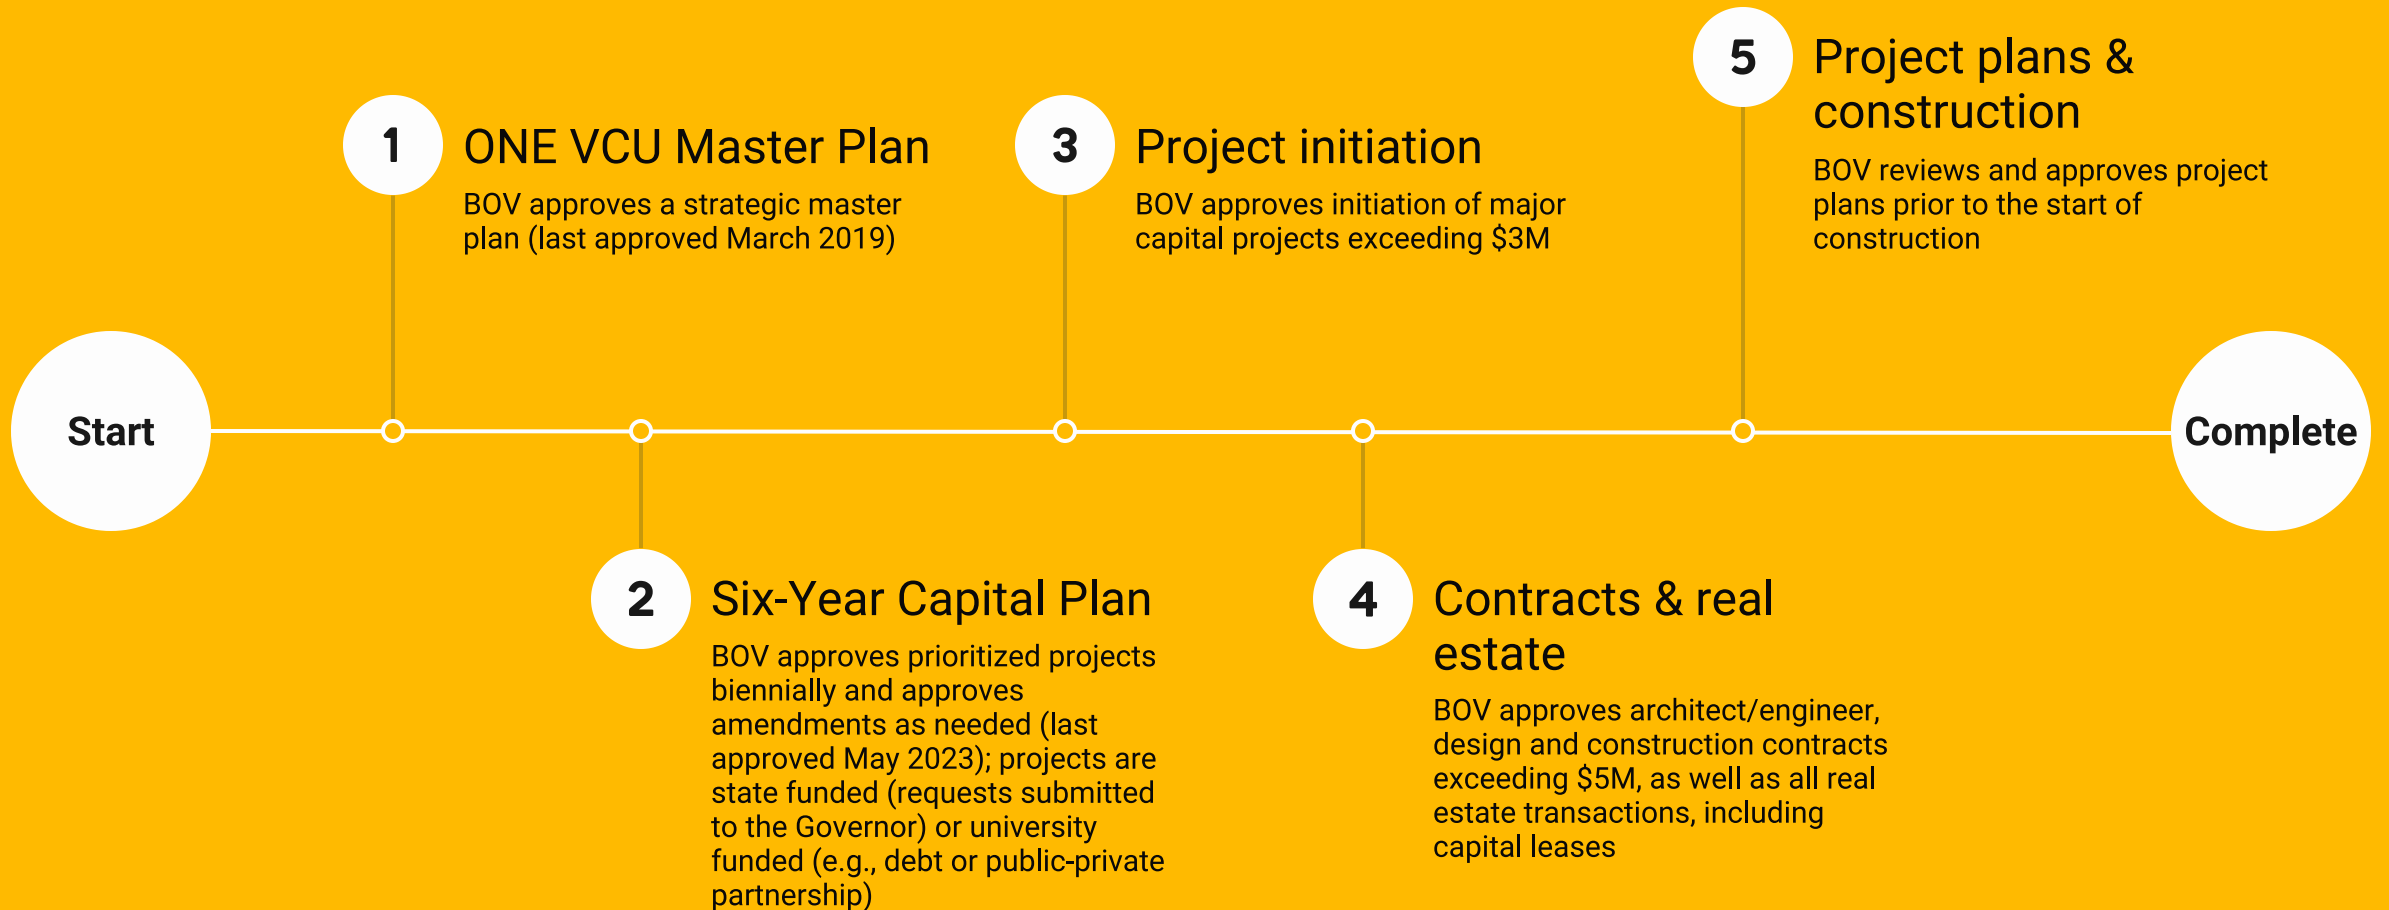 Start
1
ONE VCU Master Plan
BOV approves a strategic master
plan (last approved March 2019)
2
Six-Year Capital Plan
BOV approves prioritized projects
biennially and approves
amendments as needed (last
approved May 2023); projects are
state funded (requests submitted
to the Governor) or university
funded (e.g., debt or public-private
partnership)
3
Project initiation
BOV approves initiation of major
capital projects exceeding $3M
4
Contracts & real
estate
BOV approves architect/engineer,
design and construction contracts
exceeding $5M, as well as all real
estate transactions, including
capital leases
5
Project plans &
construction
BOV reviews and approves project
plans prior to the start of
construction
Complete